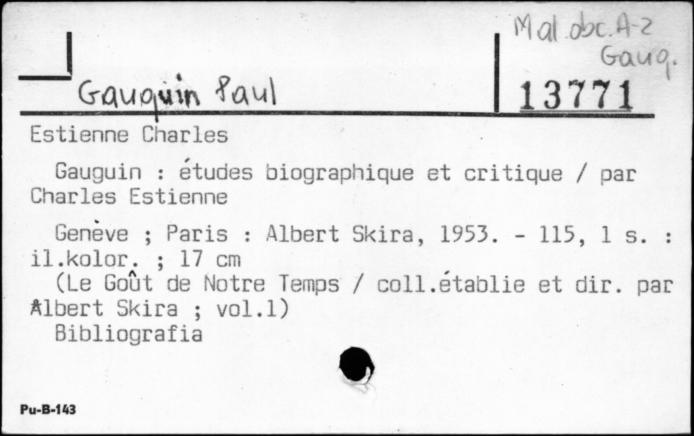 Mal.obc.A-Z
Gaug.
Gauguin Paul
13771
Estienne Charles
Gauguin : études biographique et critique / par
Charles Estienne
Genève ; Paris : Albert Skira, 1953. - 115, 1 s. :
il.kolor. ; 17 cm
(Le Goût de Notre Temps / coll.établie et dir. par
Albert Skira ; vol.1)
Bibliografia
Pu-B-143